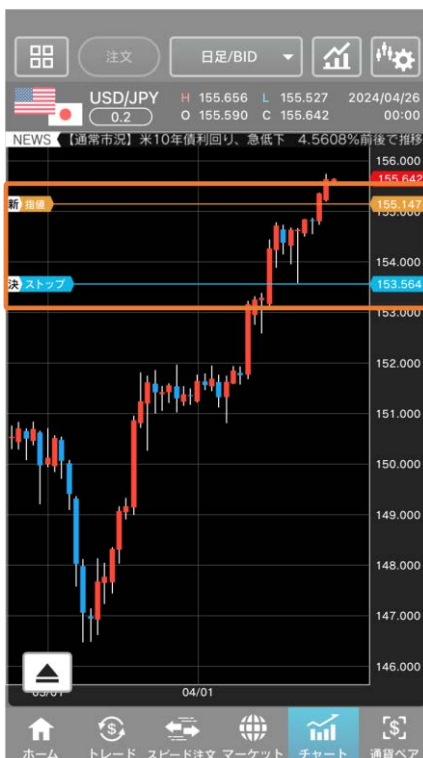 注文 日足/BID
USD/JPY H 155.656 L 155.527 2024/04/26
0.2 O 155.590 C 155.642 00:00
NEWS 【通常市況】米10年債利回り、急低下 4.5608%前後で推移
156.000
155.642
新 指値 155.147
155.000
154.000
決 ストップ 153.564
153.000
152.000
151.000
150.000
149.000
148.000
147.000
146.000
03/01 04/01
ホーム トレード スピード注文 マーケット チャート 通貨ペア